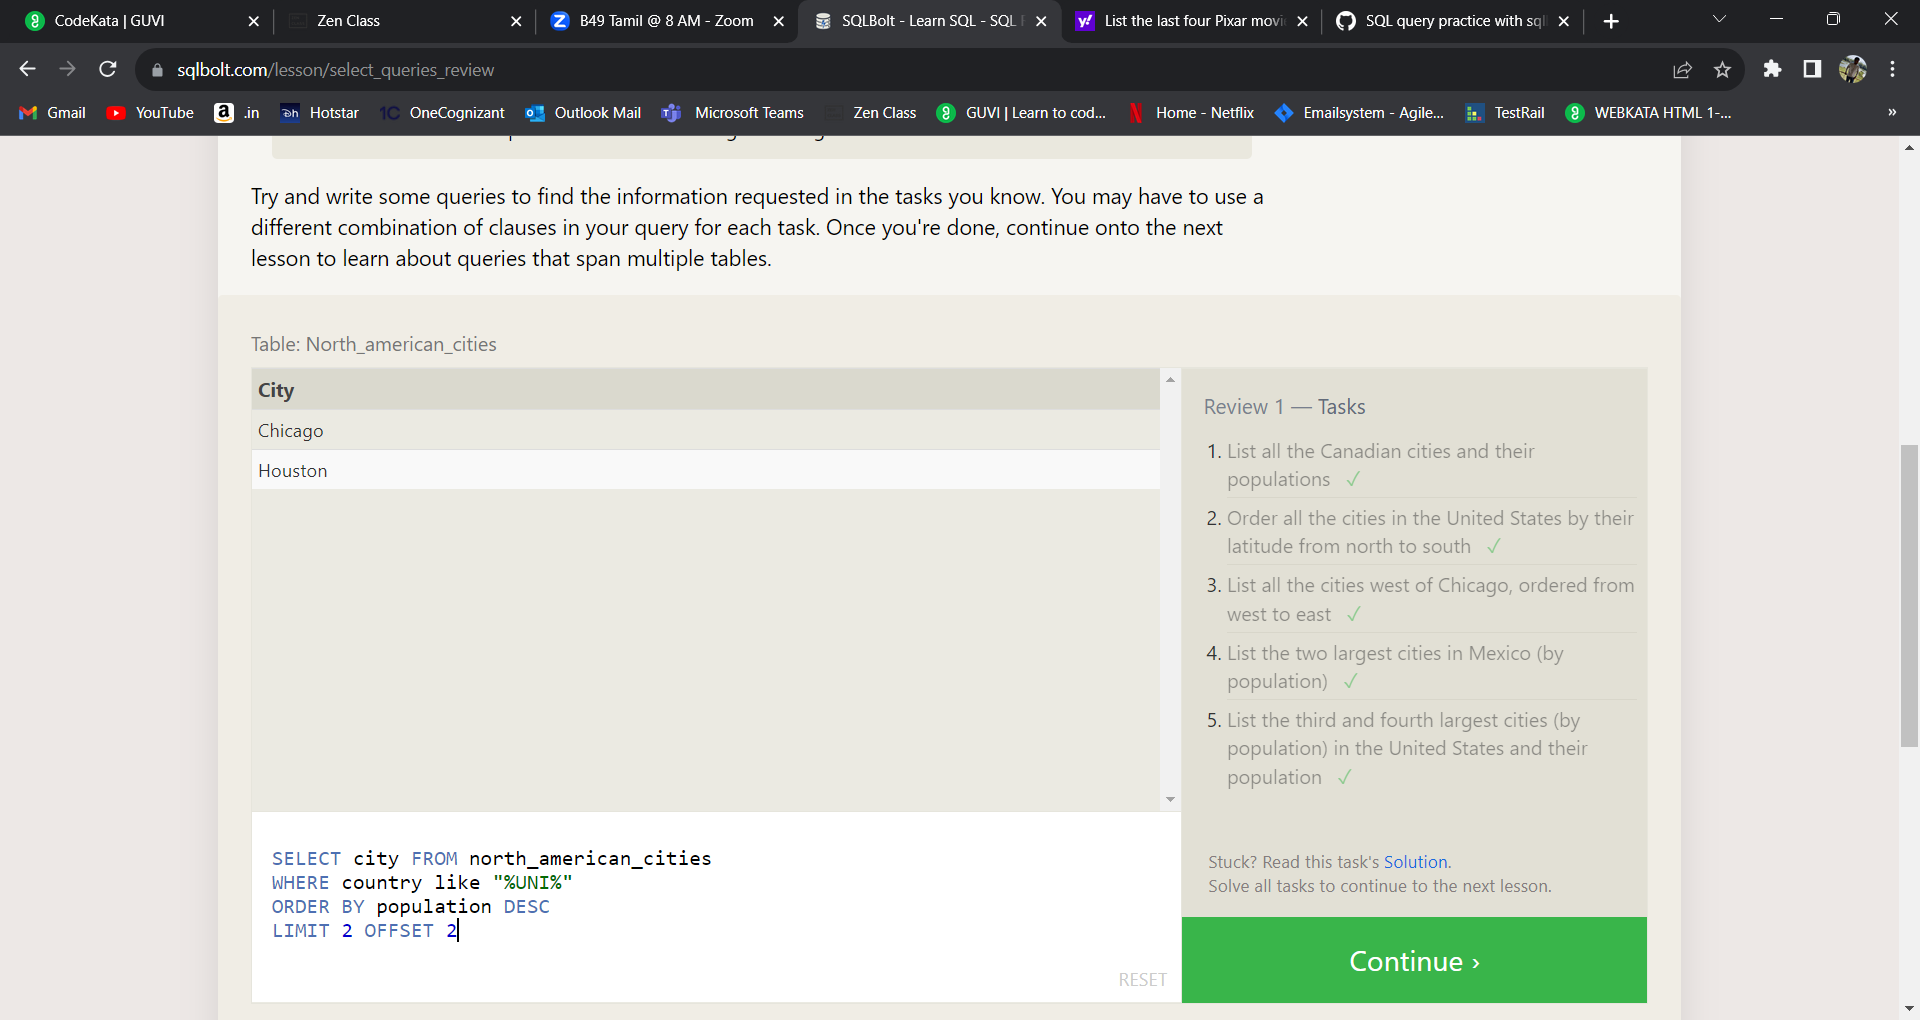 CodeKata | GUVI
Zen Class
B49 Tamil @ 8 AM - Zoom
SQLBolt - Learn SQL - SQL
List the last four Pixar movi
SQL query practice with sql
sqlbolt.com/lesson/select_queries_review
Gmail
YouTube
.in
Hotstar
OneCognizant
Outlook Mail
Microsoft Teams
Zen Class
GUVI | Learn to cod...
Home - Netflix
Emailsystem - Agile...
TestRail
WEBKATA HTML 1-...
»
Try and write some queries to find the information requested in the tasks you know. You may have to use a
different combination of clauses in your query for each task. Once you're done, continue onto the next
lesson to learn about queries that span multiple tables.
Table: North_american_cities
City
Chicago
Houston
SELECT city FROM north_american_cities
WHERE country like "%UNI%"
ORDER BY population DESC
LIMIT 2 OFFSET 2
RESET
Review 1 — Tasks
1. List all the Canadian cities and their
populations ✓
2. Order all the cities in the United States by their
latitude from north to south ✓
3. List all the cities west of Chicago, ordered from
west to east ✓
4. List the two largest cities in Mexico (by
population) ✓
5. List the third and fourth largest cities (by
population) in the United States and their
population ✓
Stuck? Read this task's Solution.
Solve all tasks to continue to the next lesson.
Continue ›